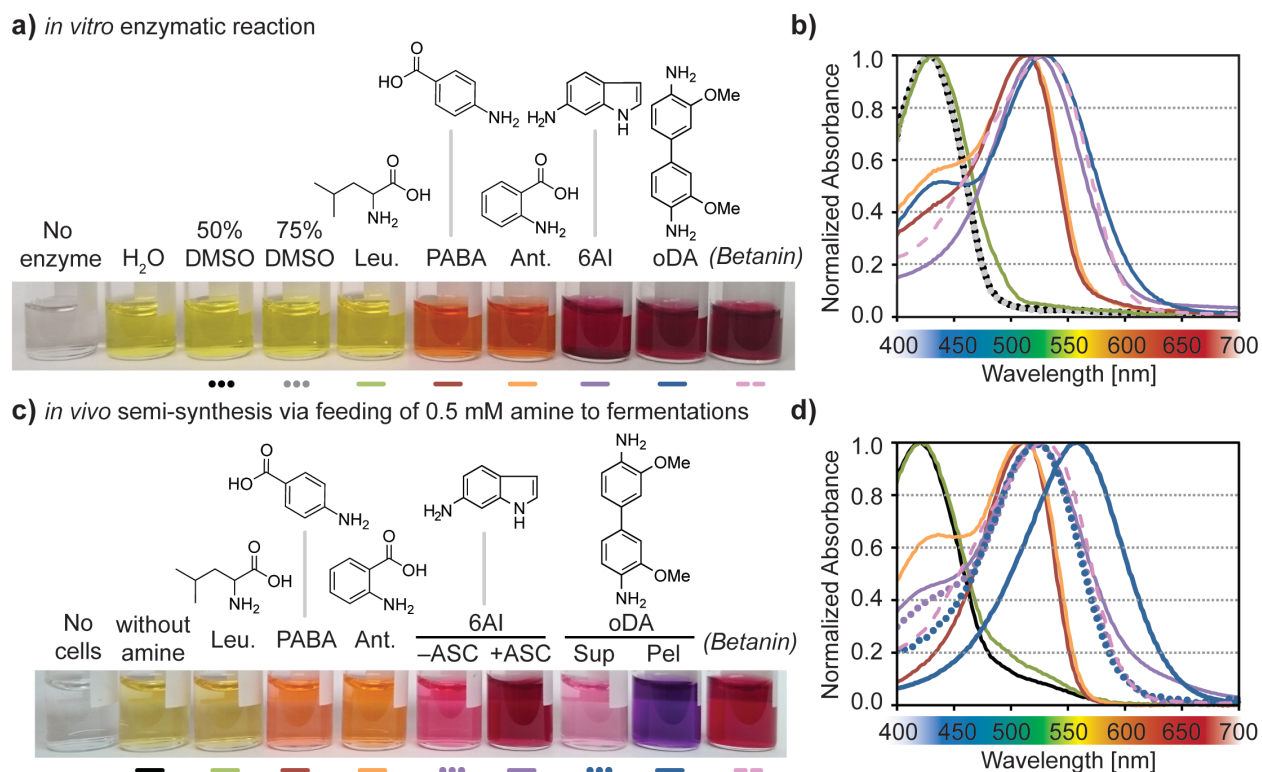 a) in vitro enzymatic reaction
O
HO
NH2
H2N
N
H
NH2
OMe
OMe
NH2
O
OH
NH2
O
OH
NH2
No enzyme
H2O
50% DMSO
75% DMSO
Leu.
PABA
Ant.
6AI
oDA
(Betanin)
b)
Normalized Absorbance
1.0
0.8
0.6
0.4
0.2
0.0
400 450 500 550 600 650 700
Wavelength [nm]
c) in vivo semi-synthesis via feeding of 0.5 mM amine to fermentations
O
HO
NH2
H2N
N
H
NH2
OMe
OMe
NH2
O
OH
NH2
O
OH
NH2
No cells
without amine
Leu.
PABA
Ant.
6AI
–ASC +ASC
oDA
Sup Pel
(Betanin)
d)
Normalized Absorbance
1.0
0.8
0.6
0.4
0.2
0.0
400 450 500 550 600 650 700
Wavelength [nm]